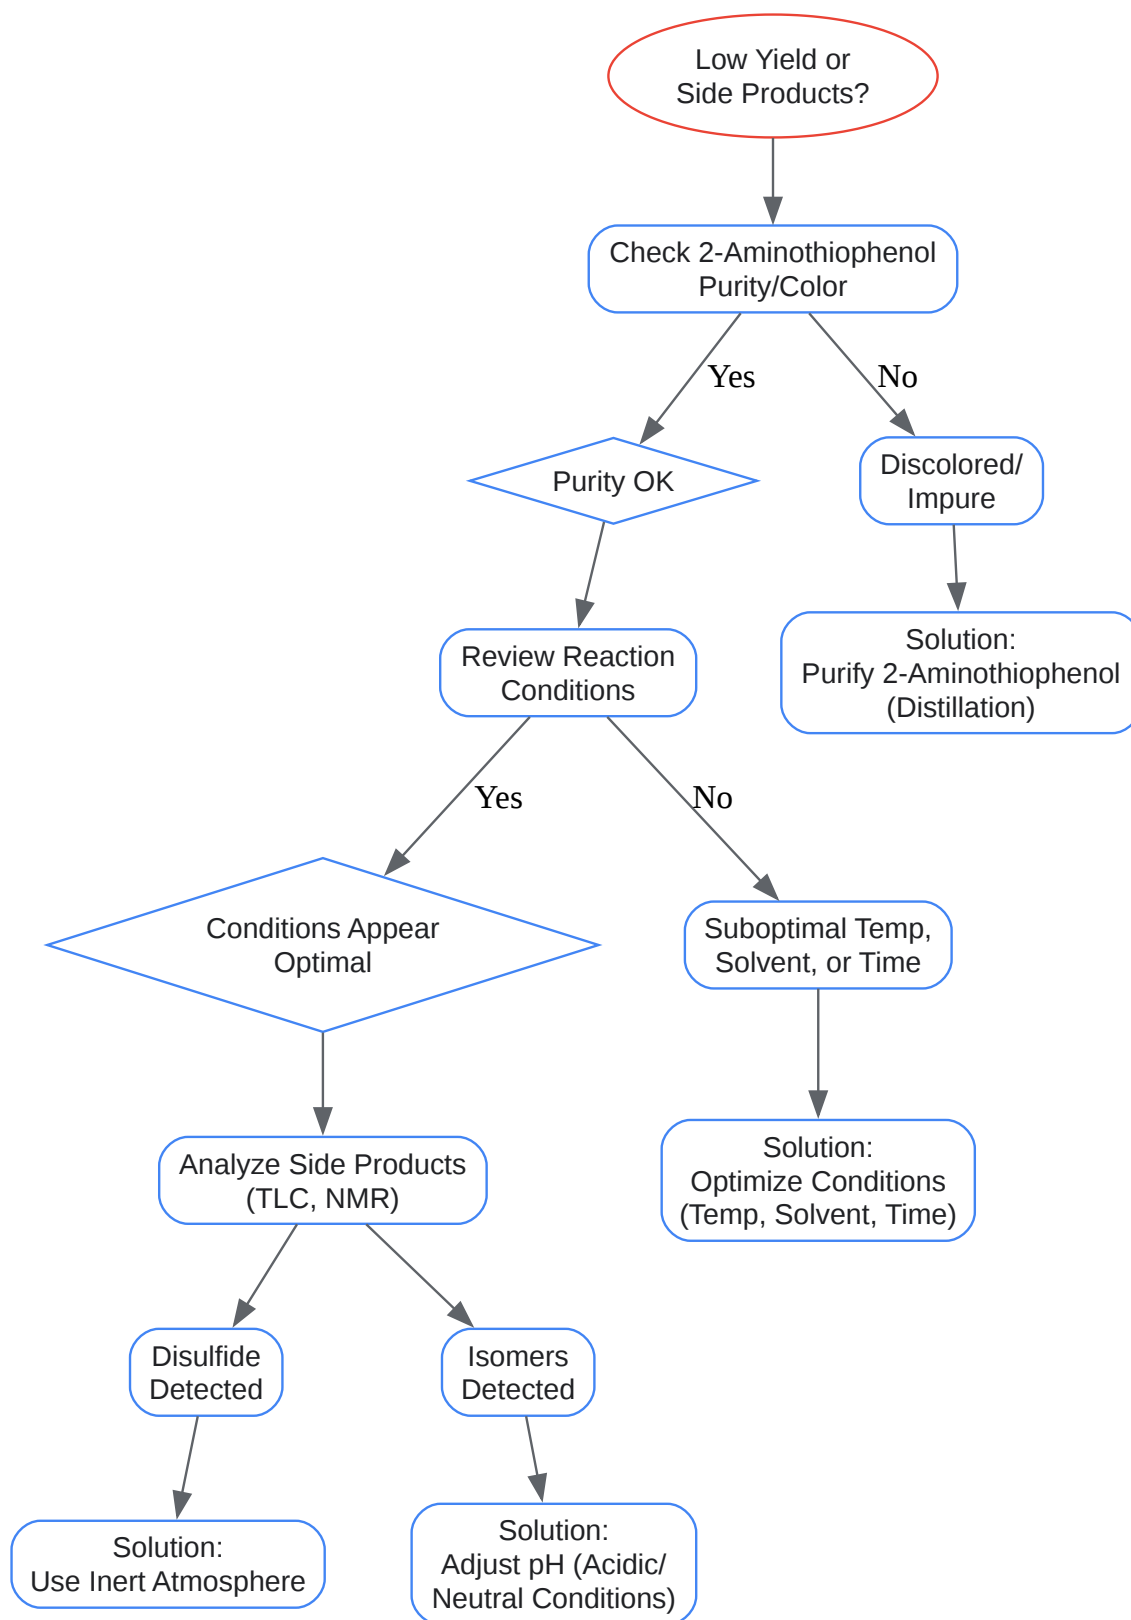 Low Yield or
Side Products?
Check 2-Aminothiophenol
Purity/Color
Yes
No
Purity OK
Discolored/
Impure
Review Reaction
Conditions
Solution:
Purify 2-Aminothiophenol
(Distillation)
Yes
No
Conditions Appear
Optimal
Suboptimal Temp,
Solvent, or Time
Analyze Side Products
(TLC, NMR)
Solution:
Optimize Conditions
(Temp, Solvent, Time)
Disulfide
Detected
Isomers
Detected
Solution:
Use Inert Atmosphere
Solution:
Adjust pH (Acidic/
Neutral Conditions)